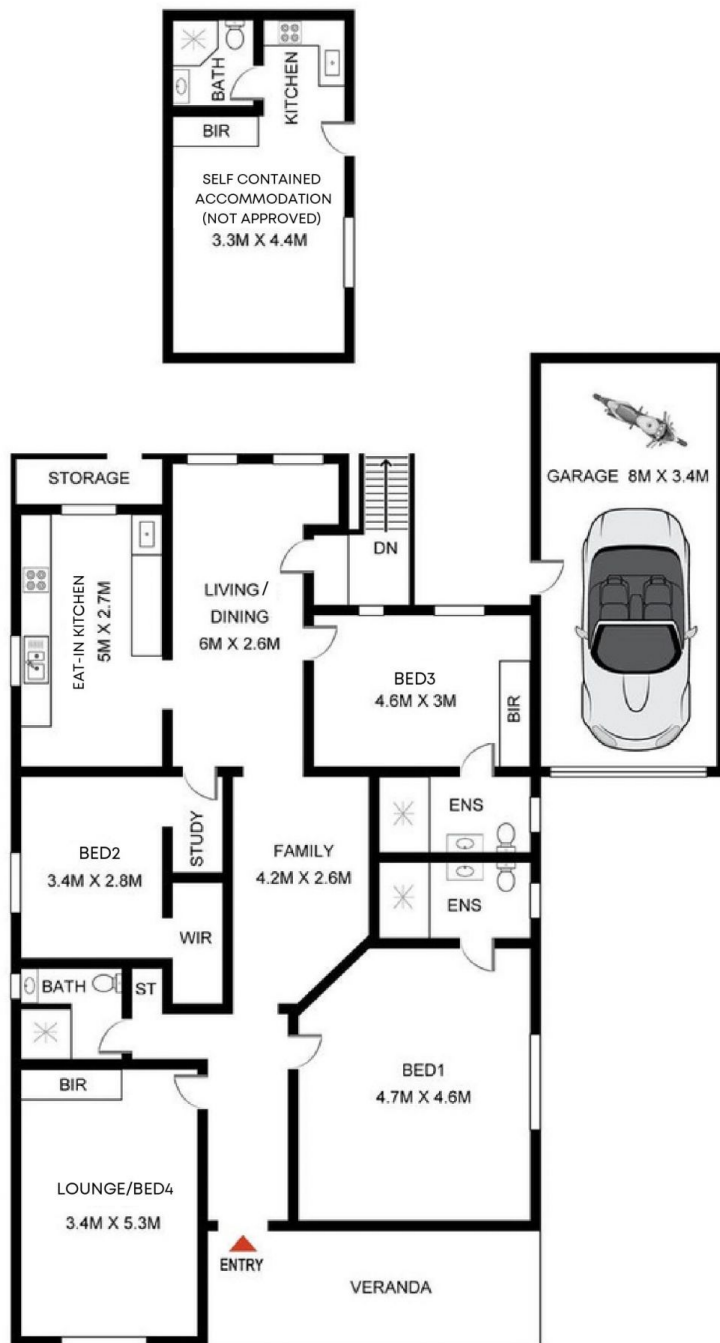 BATH
KITCHEN
BIR
SELF CONTAINED
ACCOMMODATION
(NOT APPROVED)
3.3M X 4.4M
STORAGE
GARAGE 8M X 3.4M
DN
EAT-IN KITCHEN
5M X 2.7M
LIVING/
DINING
6M X 2.6M
BED3
4.6M X 3M
BIR
ENS
STUDY
BED2
3.4M X 2.8M
FAMILY
4.2M X 2.6M
ENS
WIR
BATH
ST
BED1
4.7M X 4.6M
BIR
LOUNGE/BED4
3.4M X 5.3M
ENTRY
VERANDA